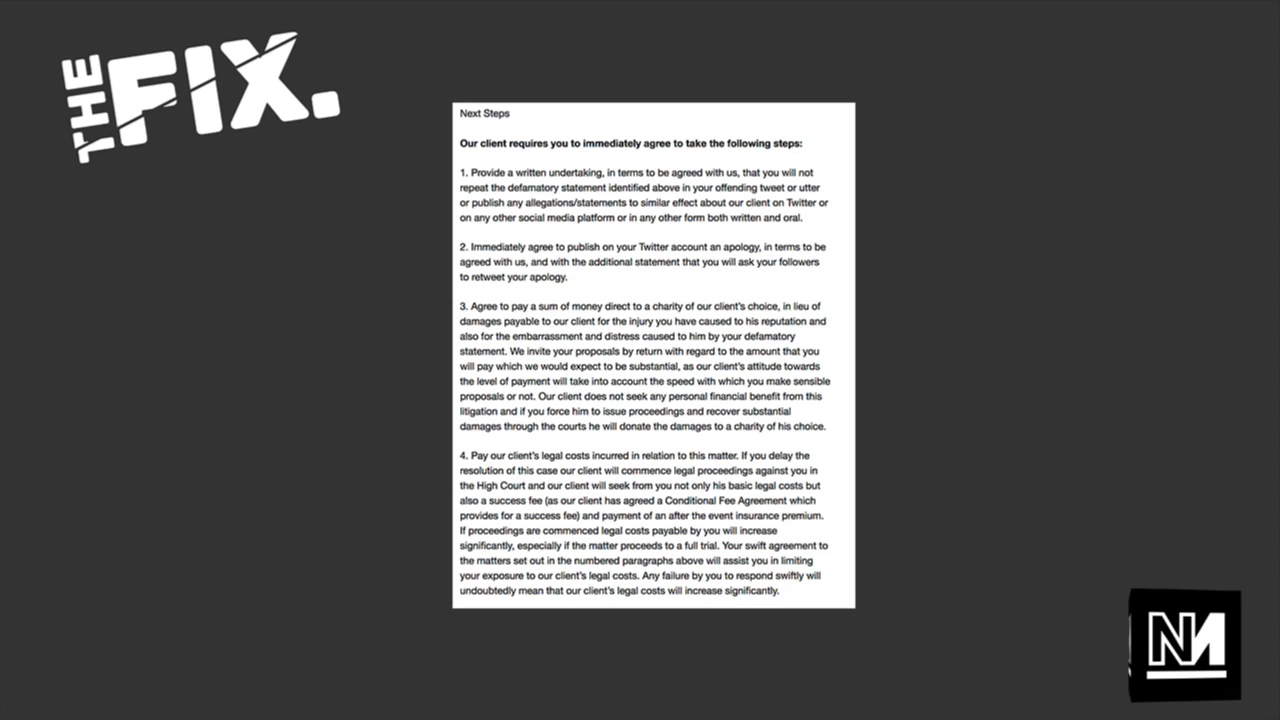 THE FIX.
Next Steps
Our client requires you to immediately agree to take the following steps:
1. Provide a written undertaking, in terms to be agreed with us, that you will not
repeat the defamatory statement identified above in your offending tweet or utter
or publish any allegations/statements to similar effect about our client on Twitter or
on any other social media platform or in any other form both written and oral.
2. Immediately agree to publish on your Twitter account an apology, in terms to be
agreed with us, and with the additional statement that you will ask your followers
to retweet your apology.
3. Agree to pay a sum of money direct to a charity of our client's choice, in lieu of
damages payable to our client for the injury you have caused to his reputation and
also for the embarrassment and distress caused to him by your defamatory
statement. We invite your proposals by return with regard to the amount that you
will pay which we would expect to be substantial, as our client's attitude towards
the level of payment will take into account the speed with which you make sensible
proposals or not. Our client does not seek any personal financial benefit from this
litigation and if you force him to issue proceedings and recover substantial
damages through the courts he will donate the damages to a charity of his choice.
4. Pay our client's legal costs incurred in relation to this matter. If you delay the
resolution of this case our client will commence legal proceedings against you in
the High Court and our client will seek from you not only his basic legal costs but
also a success fee (as our client has agreed a Conditional Fee Agreement which
provides for a success fee) and payment of an after the event insurance premium.
If proceedings are commenced legal costs payable by you will increase
significantly, especially if the matter proceeds to a full trial. Your swift agreement to
the matters set out in the numbered paragraphs above will assist you in limiting
your exposure to our client's legal costs. Any failure by you to respond swiftly will
undoubtedly mean that our client's legal costs will increase significantly.
NM